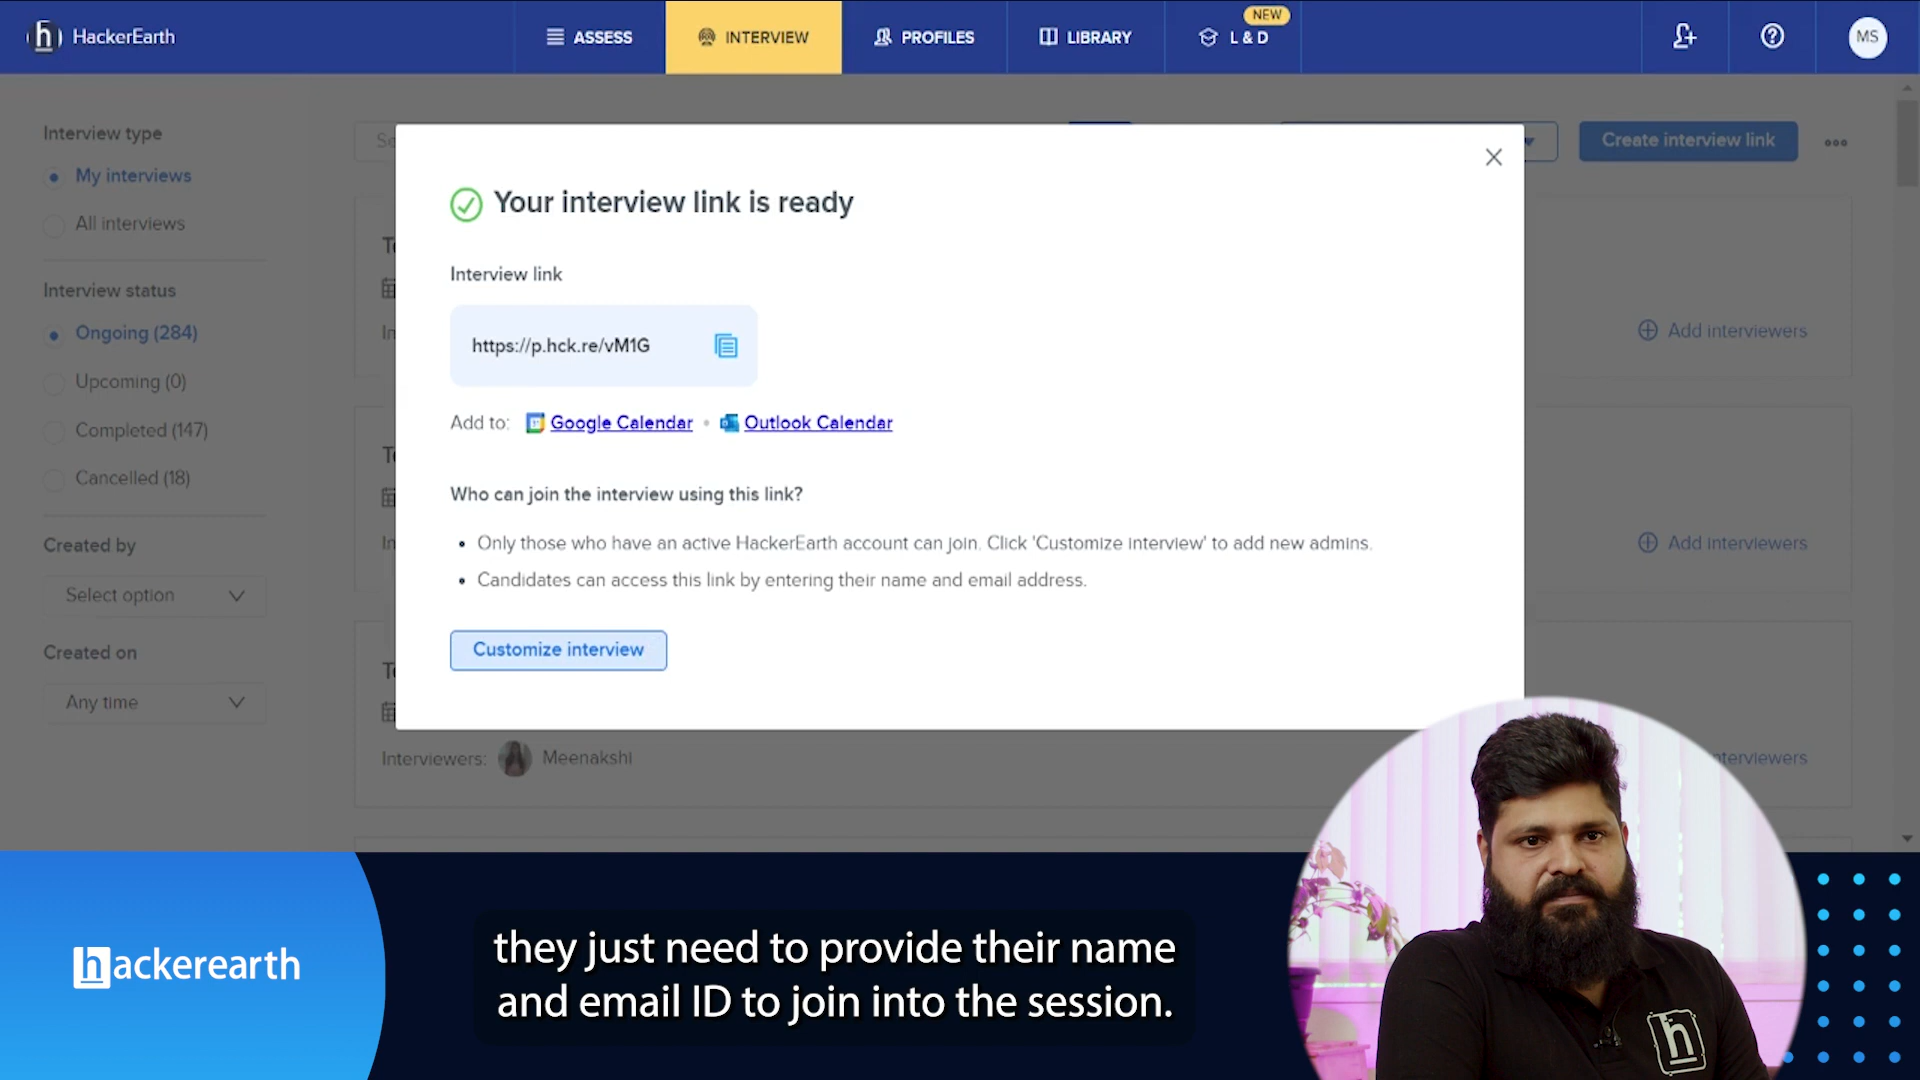 HackerEarth
ASSESS
INTERVIEW
PROFILES
LIBRARY
NEW
L & D
MS
Interview type
My interviews
All interviews
Interview status
Ongoing (284)
Upcoming (0)
Completed (147)
Cancelled (18)
Created by
Select option
Created on
Any time
Create interview link
Add interviewers
Add interviewers
Your interview link is ready
Interview link
https://p.hck.re/vM1G
Add to: Google Calendar • Outlook Calendar
Who can join the interview using this link?
• Only those who have an active HackerEarth account can join. Click 'Customize interview' to add new admins.
• Candidates can access this link by entering their name and email address.
Customize interview
Interviewers: Meenakshi
hackerearth
they just need to provide their name
and email ID to join into the session.
h